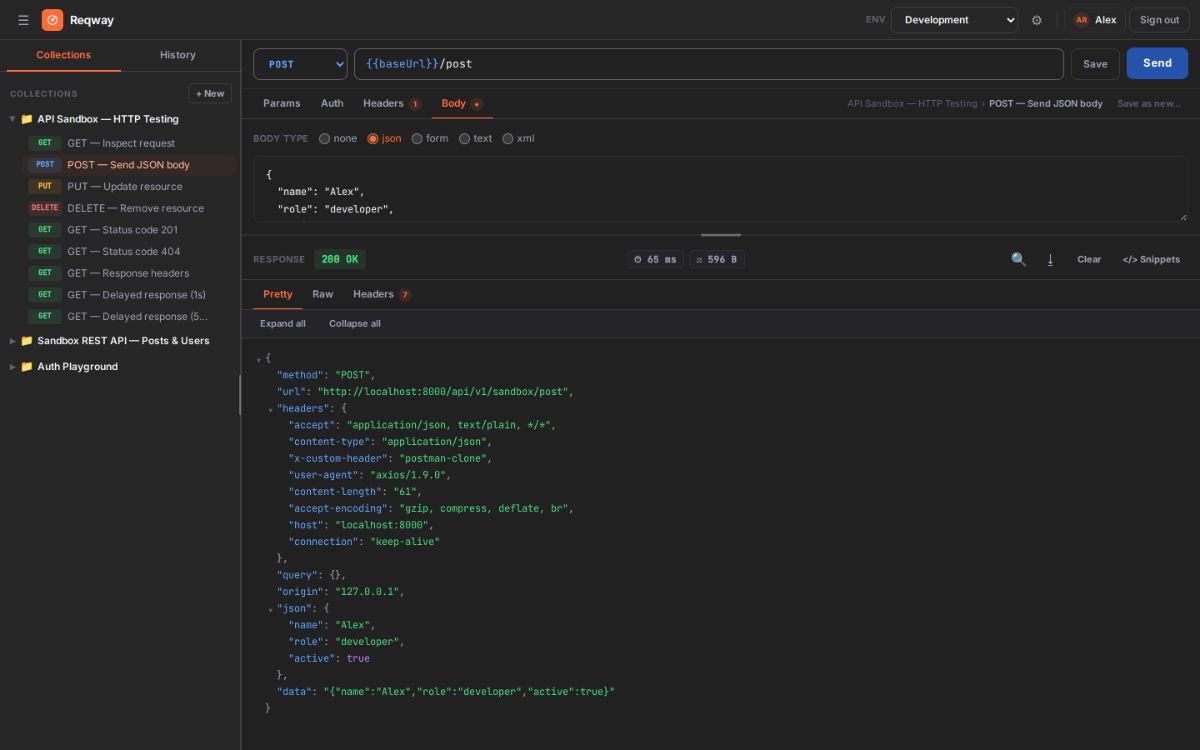 Reqway
ENV Development AR Alex Sign out
Collections History
POST {{baseUrl}}/post Save Send
COLLECTIONS + New
API Sandbox — HTTP Testing
GET GET — Inspect request
POST POST — Send JSON body
PUT PUT — Update resource
DELETE DELETE — Remove resource
GET GET — Status code 201
GET GET — Status code 404
GET GET — Response headers
GET GET — Delayed response (1s)
GET GET — Delayed response (5...
Sandbox REST API — Posts & Users
Auth Playground
Params Auth Headers 1 Body API Sandbox — HTTP Testing › POST — Send JSON body Save as new...
BODY TYPE none json form text xml
{
"name": "Alex",
"role": "developer",
RESPONSE 200 OK 65 ms 596 B Clear </> Snippets
Pretty Raw Headers 7
Expand all Collapse all
{
"method": "POST",
"url": "http://localhost:8000/api/v1/sandbox/post",
"headers": {
"accept": "application/json, text/plain, */*",
"content-type": "application/json",
"x-custom-header": "postman-clone",
"user-agent": "axios/1.9.0",
"content-length": "61",
"accept-encoding": "gzip, compress, deflate, br",
"host": "localhost:8000",
"connection": "keep-alive"
},
"query": {},
"origin": "127.0.0.1",
"json": {
"name": "Alex",
"role": "developer",
"active": true
},
"data": "{"name":"Alex","role":"developer","active":true}"
}